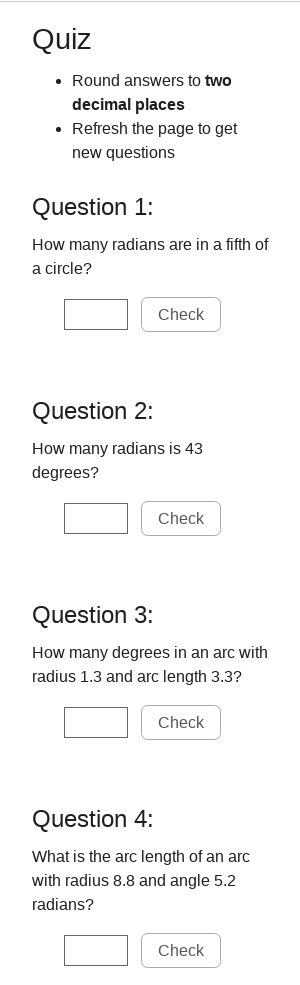 Quiz
Round answers to two
decimal places
Refresh the page to get
new questions
Question 1:
How many radians are in a fifth of
a circle?
Check
Question 2:
How many radians is 43
degrees?
Check
Question 3:
How many degrees in an arc with
radius 1.3 and arc length 3.3?
Check
Question 4:
What is the arc length of an arc
with radius 8.8 and angle 5.2
radians?
Check